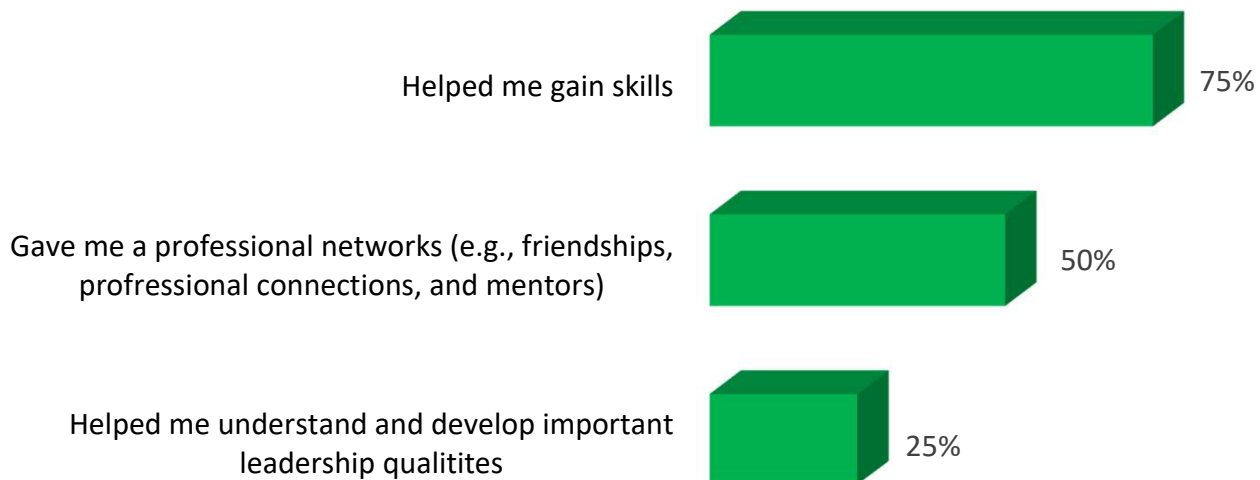 Helped me gain skills
75%
Gave me a professional networks (e.g., friendships,
profressional connections, and mentors)
50%
Helped me understand and develop important
leadership qualitites
25%